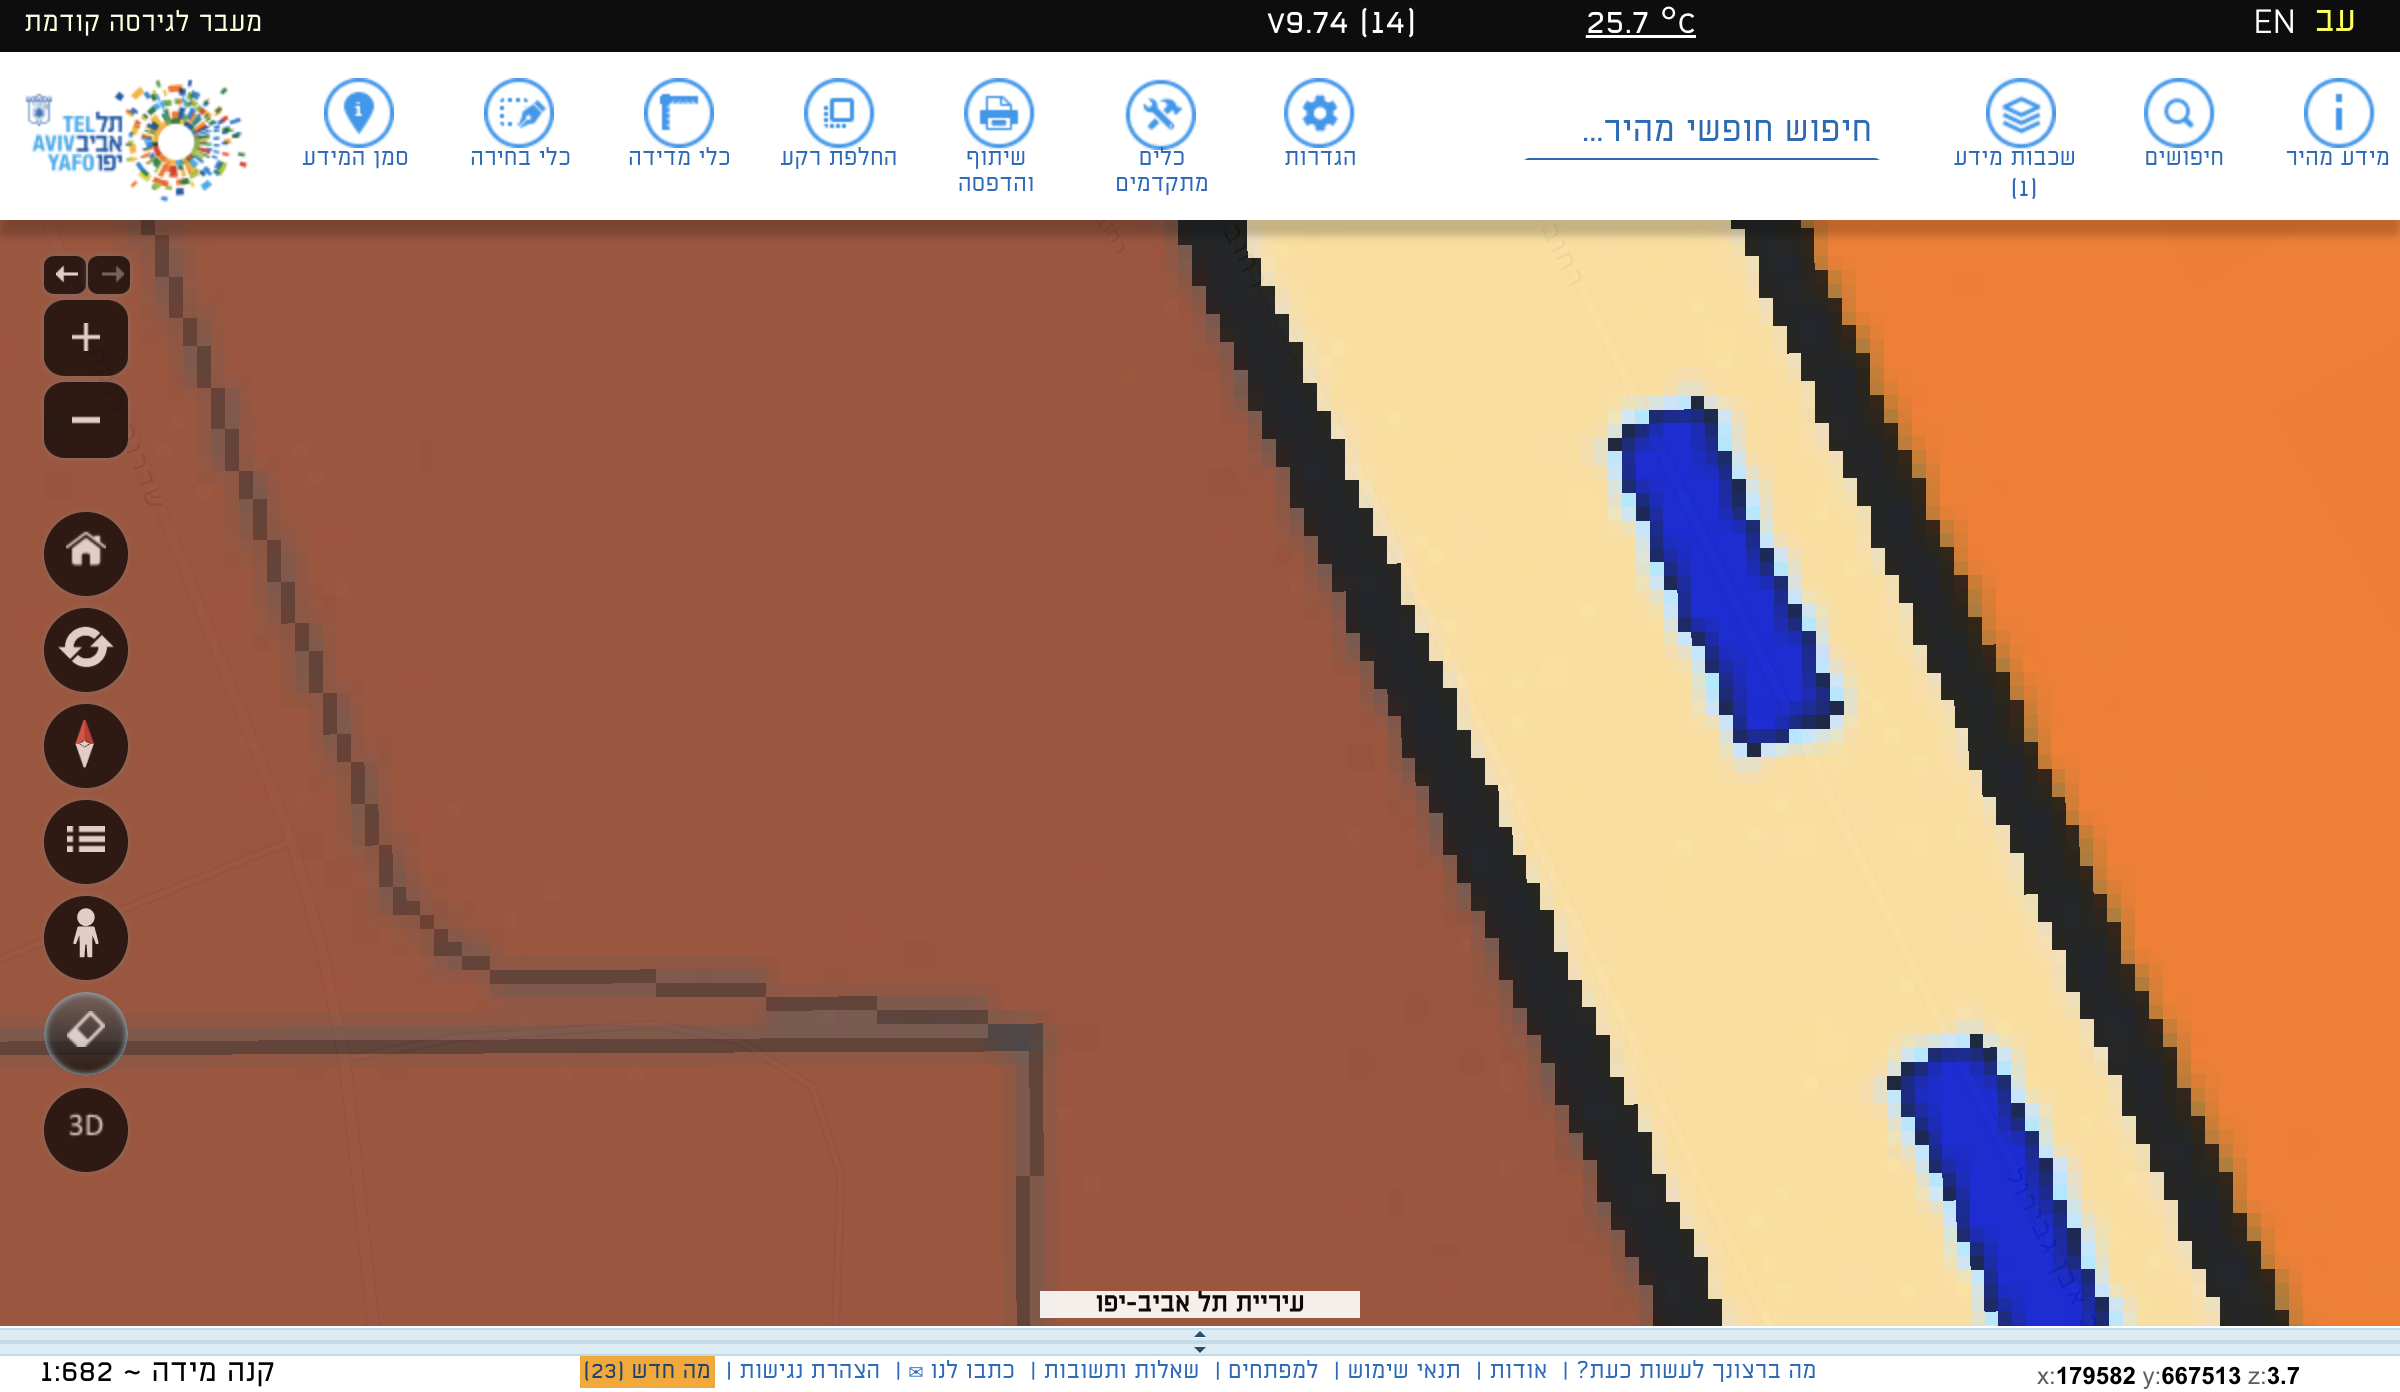 מעבר לגירסה קודמת
V9.74 (14)
25.7 °C
EN עב
תל TEL
אביב AVIV
יפו YAFO
סמן המידע
כלי בחירה
כלי מדידה
החלפת רקע
שיתוף
והדפסה
כלים
מתקדמים
הגדרות
חיפוש חופשי מהיר...
שכבות מידע
(1)
חיפושים
מידע מהיר
רחוב
3D
אבן גבירול
עיריית תל אביב-יפו
קנה מידה ~ 1:682
מה ברצונך לעשות כעת? | אודות | תנאי שימוש | למפתחים | שאלות ותשובות | כתבו לנו ✉ | הצהרת נגישות | מה חדש (23)
x:179582 y:667513 z:3.7